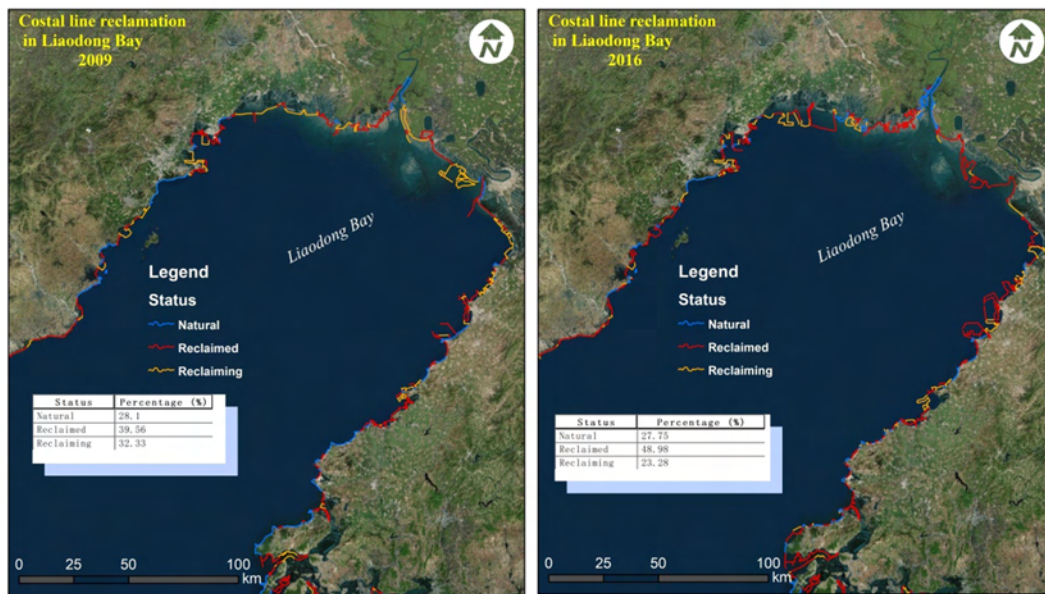 Costal line reclamation
in Liaodong Bay
2009
N
Liaodong Bay
Legend
Status
Natural
Reclaimed
Reclaiming
Status Percentage (%)
Natural 28.1
Reclaimed 39.56
Reclaiming 32.33
0 50 100
km
Costal line reclamation
in Liaodong Bay
2016
N
Liaodong Bay
Legend
Status
Natural
Reclaimed
Reclaiming
Status Percentage (%)
Natural 27.75
Reclaimed 48.98
Reclaiming 23.28
0 50 100
km